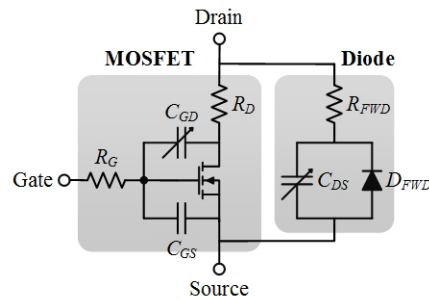 Drain
MOSFET
Diode
R_D
R_FWD
C_GD
R_G
Gate
C_DS
D_FWD
C_GS
Source